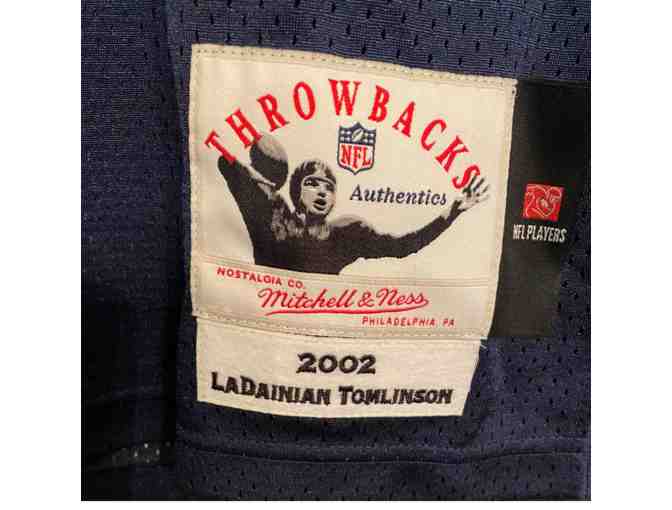 THROWBACKS
NFL
Authentics
NFL PLAYERS
NOSTALGIA CO.
Mitchell & Ness
PHILADELPHIA, PA
2002
LADAINIAN TOMLINSON